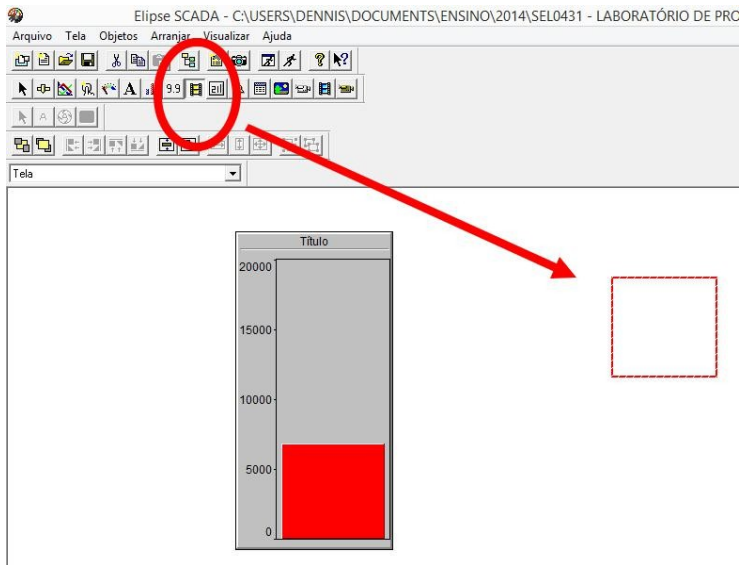 Elipse SCADA - C:\USERS\DENNIS\DOCUMENTS\ENSINO\2014\SEL0431 - LABORATÓRIO DE PRO
Arquivo Tela Objetos Arranjar Visualizar Ajuda
A 9.9
A
Tela
Título
20000
15000
10000
5000
0